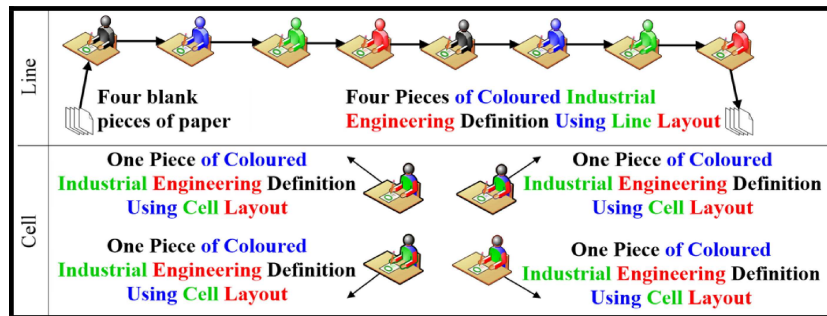 Line
Four blank
pieces of paper
Four Pieces of Coloured Industrial
Engineering Definition Using Line Layout
Cell
One Piece of Coloured
Industrial Engineering Definition
Using Cell Layout
One Piece of Coloured
Industrial Engineering Definition
Using Cell Layout
One Piece of Coloured
Industrial Engineering Definition
Using Cell Layout
One Piece of Coloured
Industrial Engineering Definition
Using Cell Layout